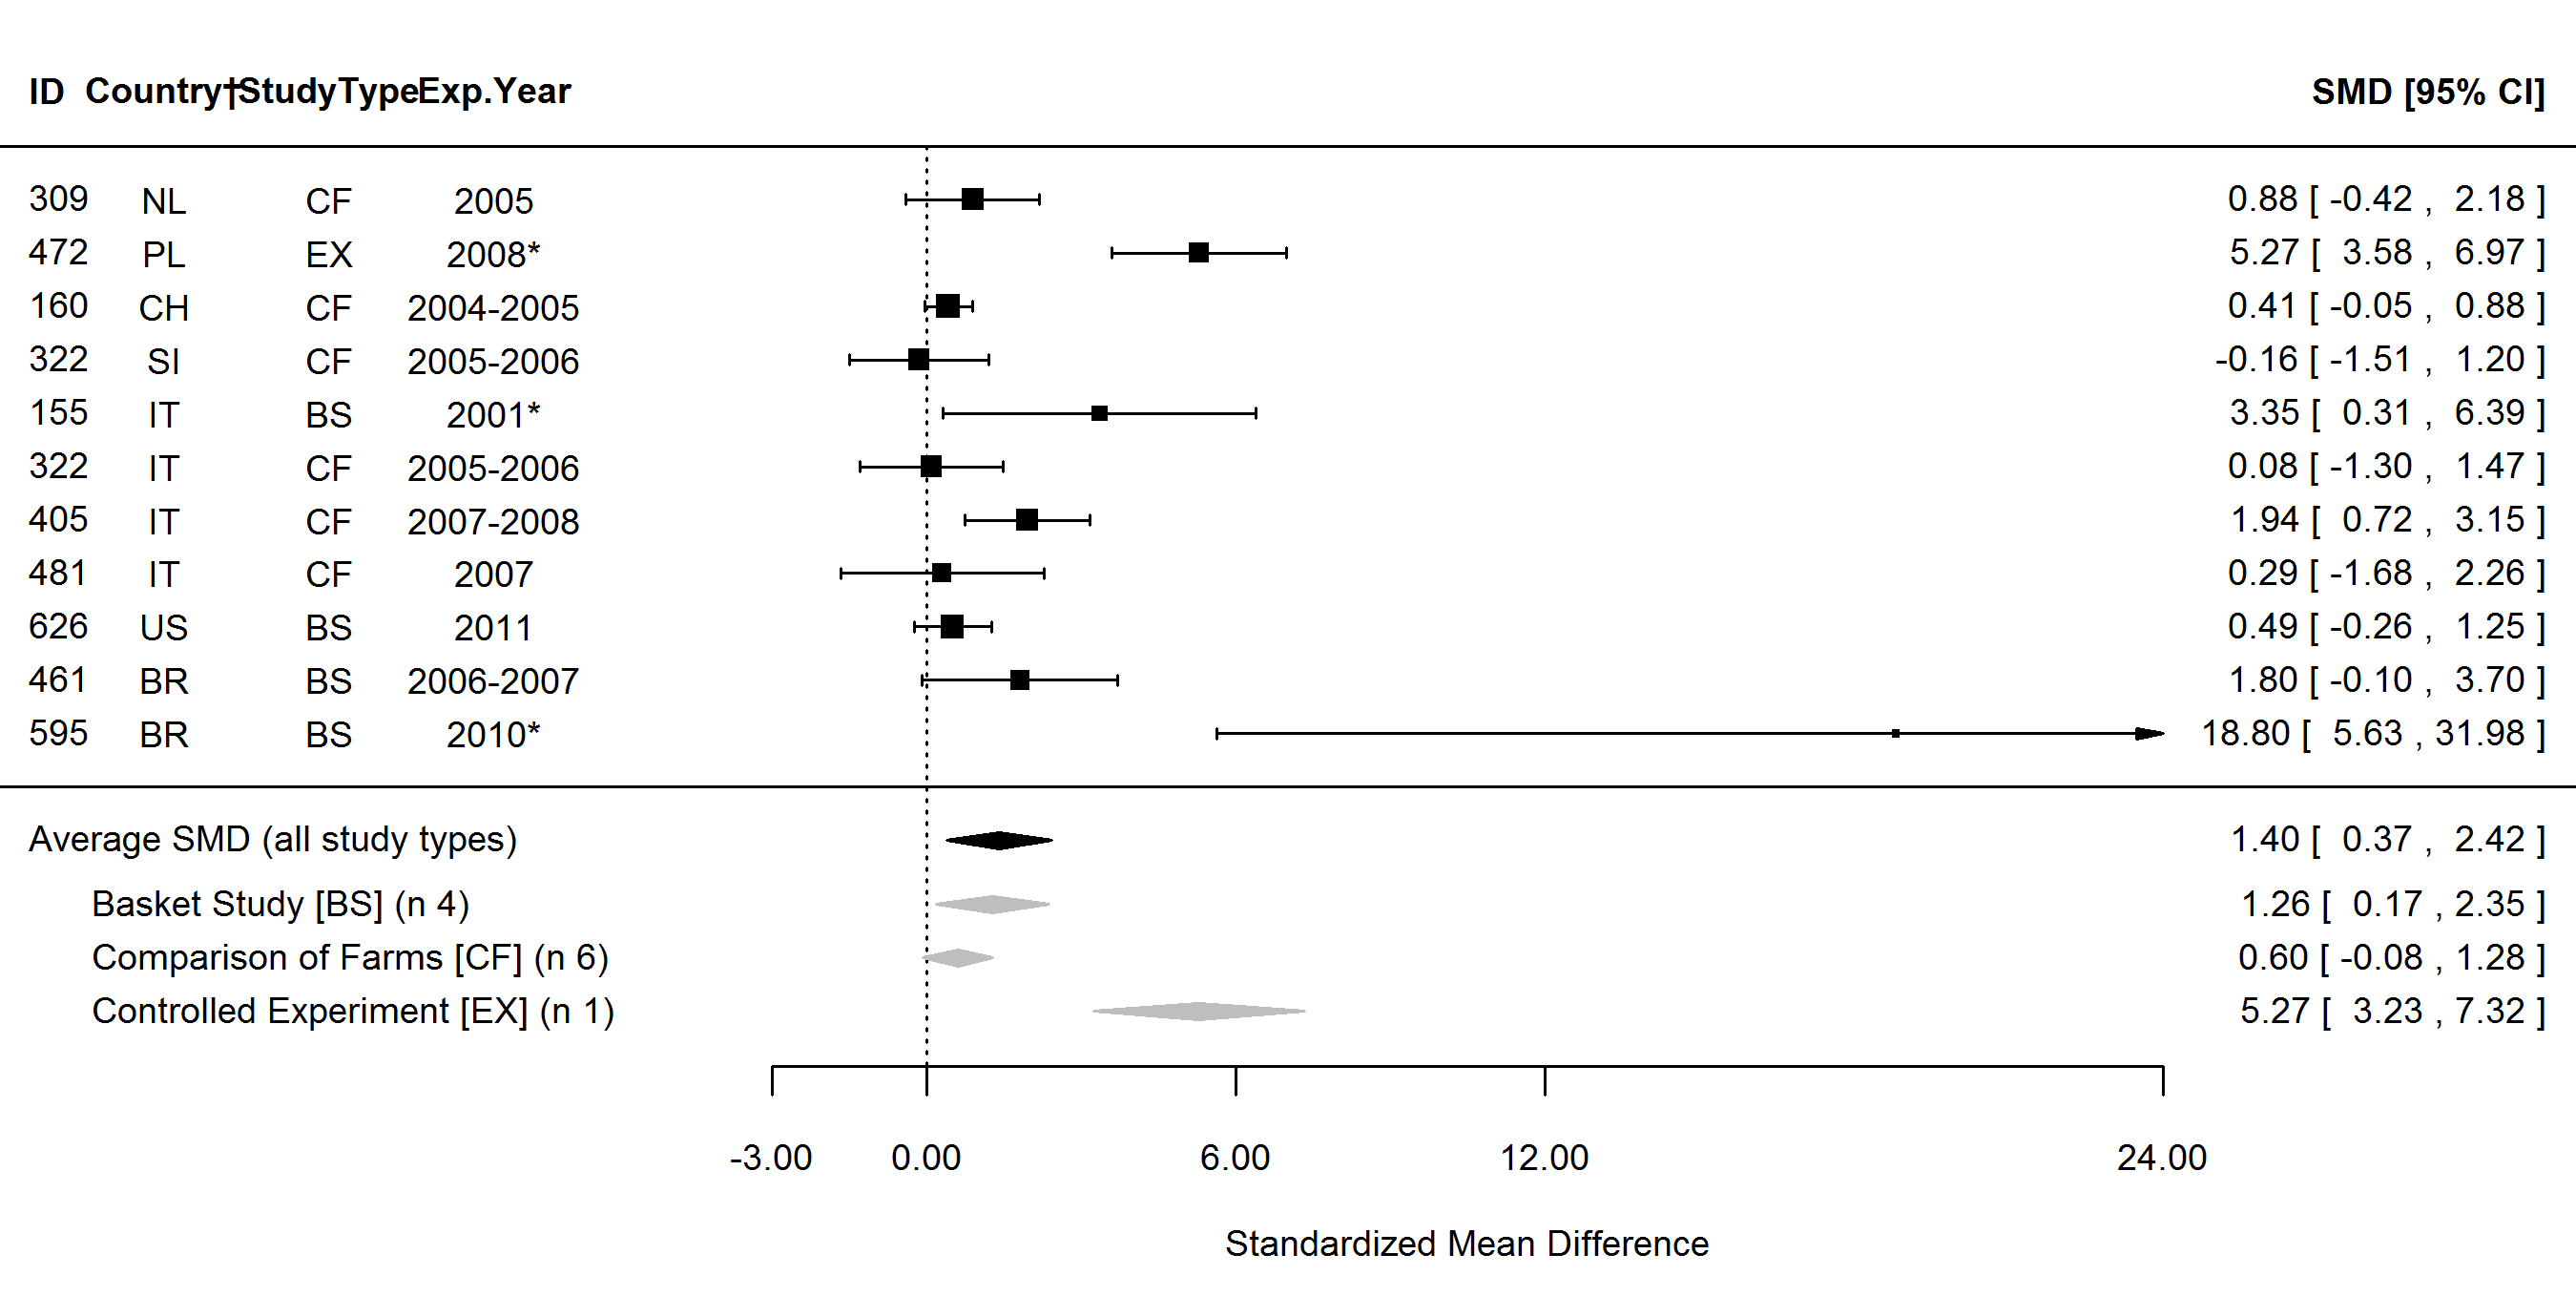 ID Country†StudyTypeExp.Year SMD [95% CI]
309 NL CF 2005 0.88 [ -0.42 , 2.18 ]
472 PL EX 2008* 5.27 [ 3.58 , 6.97 ]
160 CH CF 2004-2005 0.41 [ -0.05 , 0.88 ]
322 SI CF 2005-2006 -0.16 [ -1.51 , 1.20 ]
155 IT BS 2001* 3.35 [ 0.31 , 6.39 ]
322 IT CF 2005-2006 0.08 [ -1.30 , 1.47 ]
405 IT CF 2007-2008 1.94 [ 0.72 , 3.15 ]
481 IT CF 2007 0.29 [ -1.68 , 2.26 ]
626 US BS 2011 0.49 [ -0.26 , 1.25 ]
461 BR BS 2006-2007 1.80 [ -0.10 , 3.70 ]
595 BR BS 2010* 18.80 [ 5.63 , 31.98 ]
Average SMD (all study types) 1.40 [ 0.37 , 2.42 ]
Basket Study [BS] (n 4) 1.26 [ 0.17 , 2.35 ]
Comparison of Farms [CF] (n 6) 0.60 [ -0.08 , 1.28 ]
Controlled Experiment [EX] (n 1) 5.27 [ 3.23 , 7.32 ]
-3.00 0.00 6.00 12.00 24.00
Standardized Mean Difference